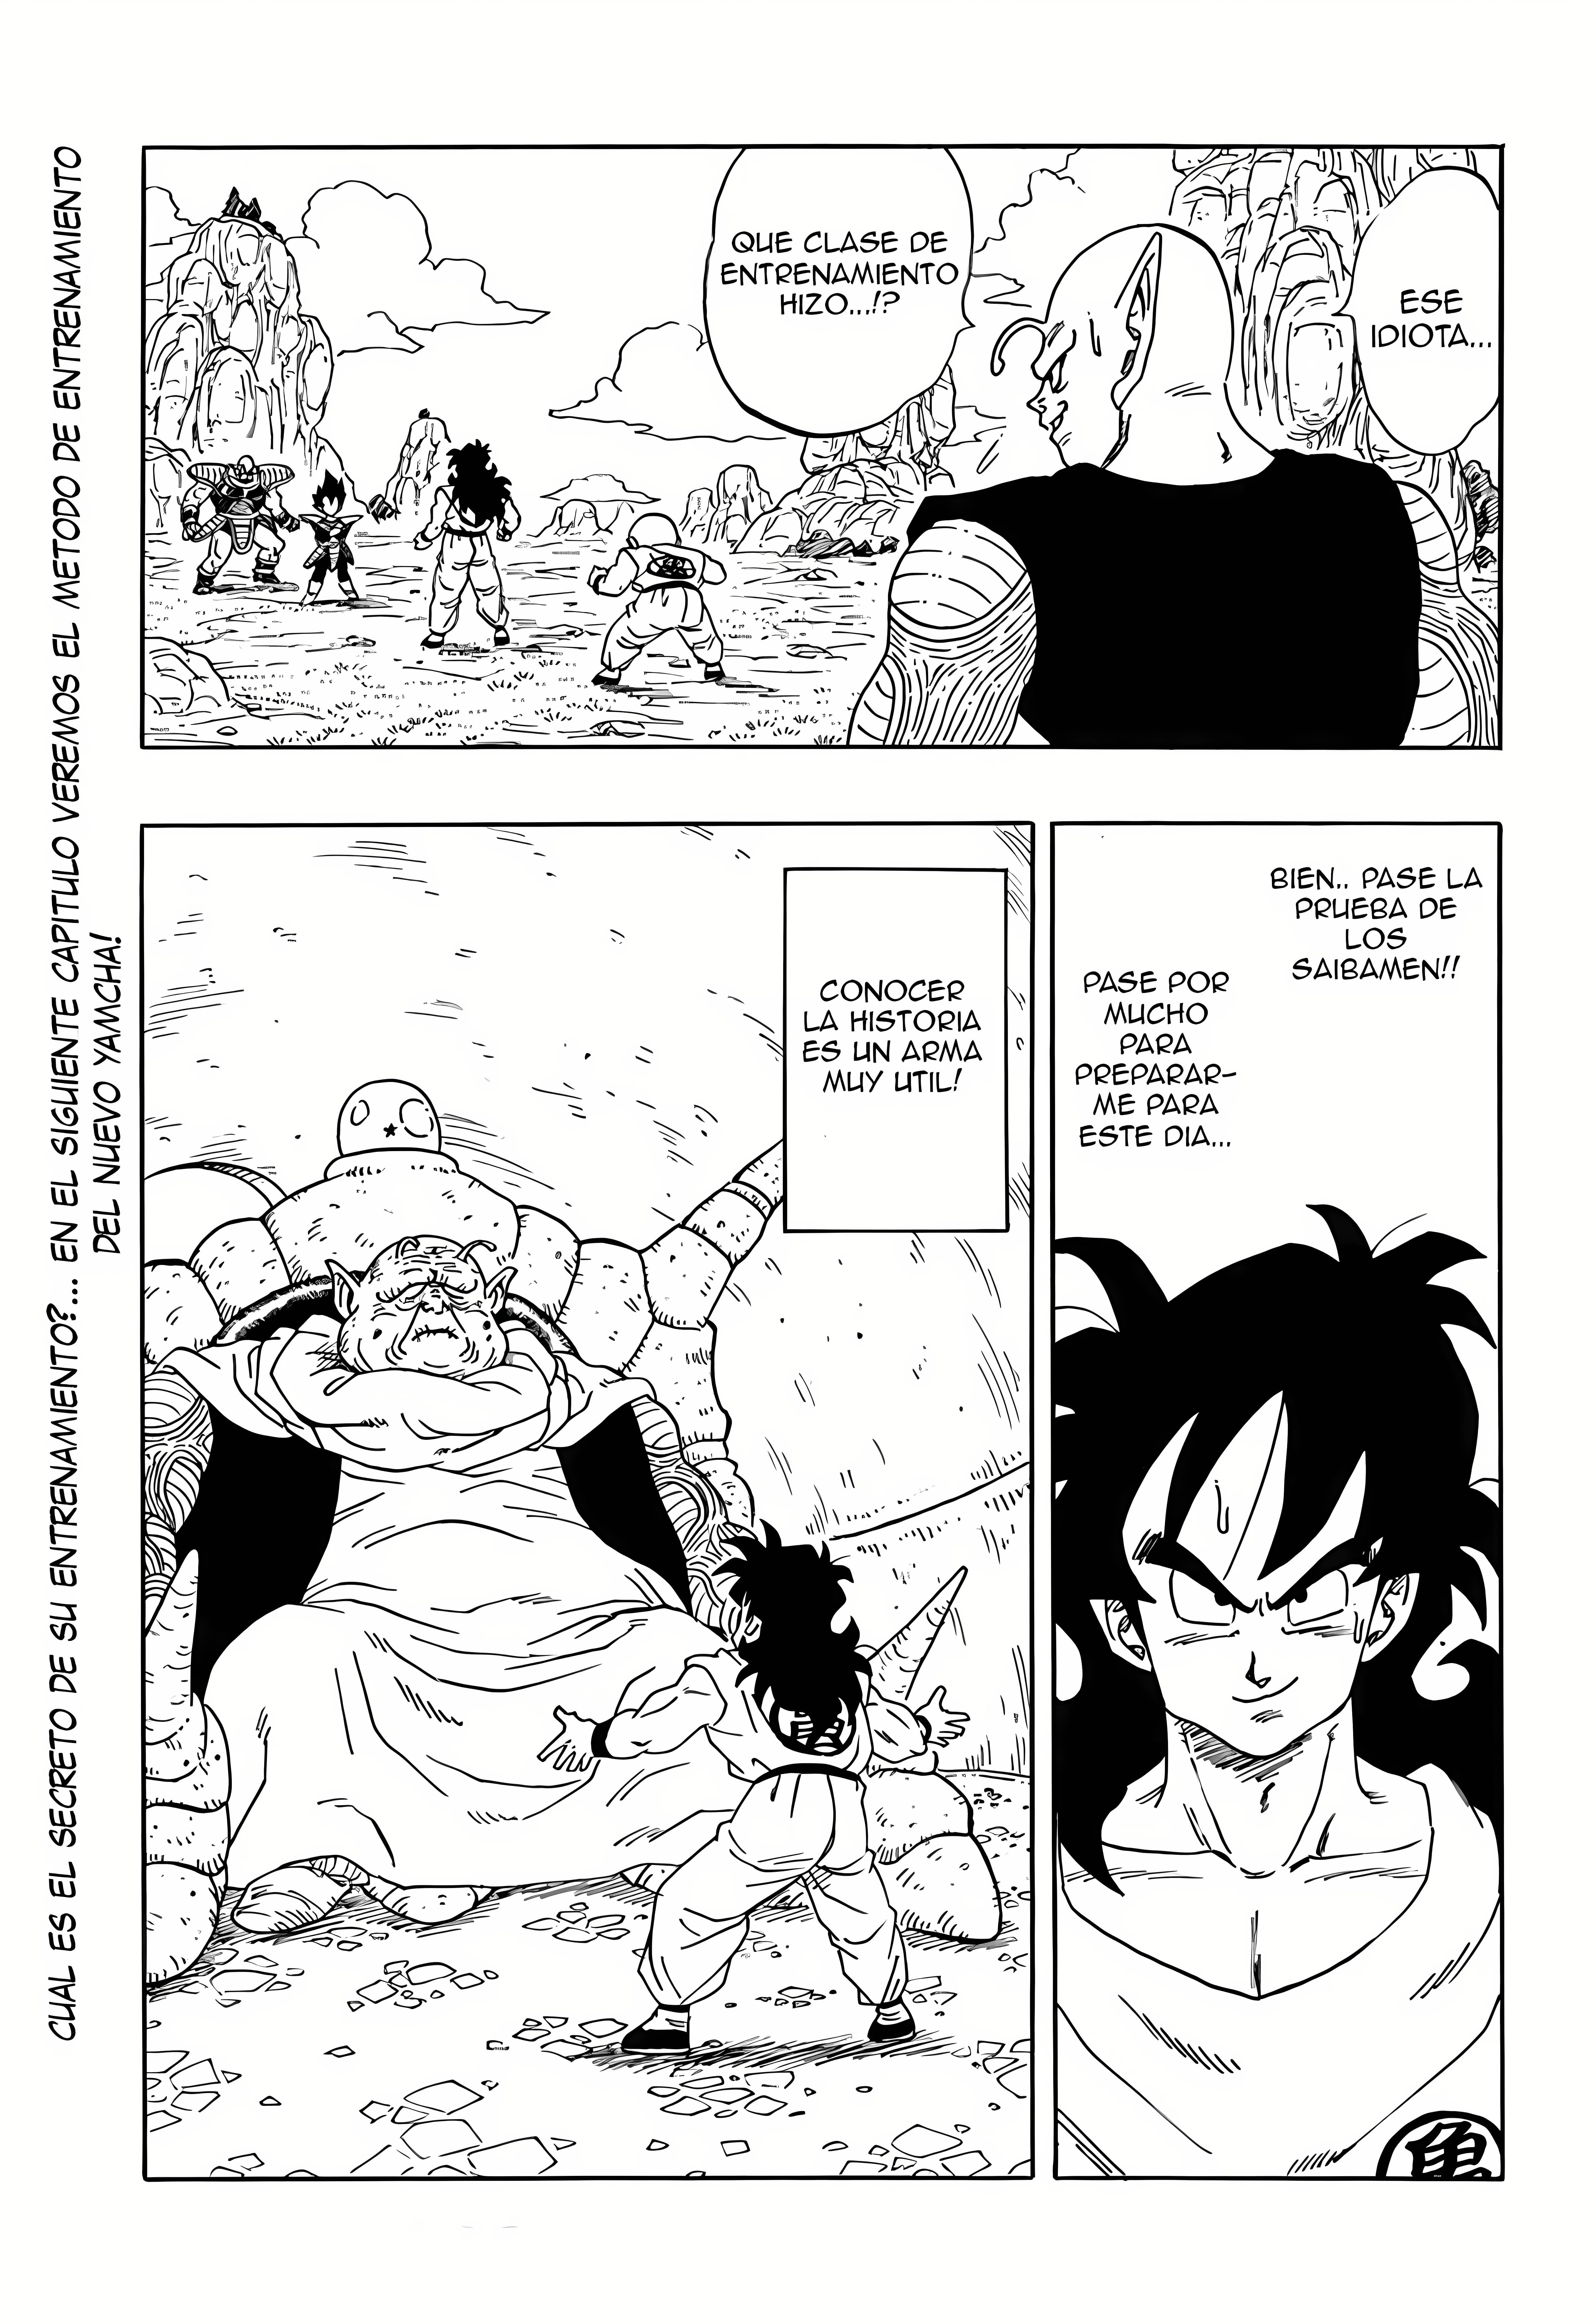 ESE
IDIOTA...
QUE CLASE DE
ENTRENAMIENTO
HIZO...!?
BIEN.. PASE LA
PRUEBA DE
LOS
SAIBAMEN!!
PASE POR
MUCHO
PARA
PREPARAR-
ME PARA
ESTE DIA...
亀
CONOCER
LA HISTORIA
ES UN ARMA
MUY UTIL!
亀
CUAL ES EL SECRETO DE SU ENTRENAMIENTO?... EN EL SIGUIENTE CAPITULO VEREMOS EL METODO DE ENTRENAMIENTO
DEL NUEVO YAMCHA!